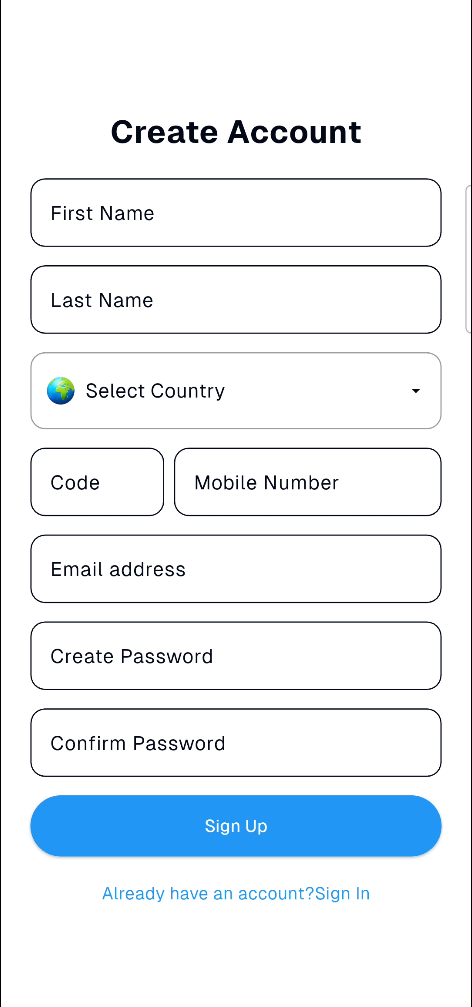 Create Account
First Name
Last Name
Select Country
Code
Mobile Number
Email address
Create Password
Confirm Password
Sign Up
Already have an account?Sign In